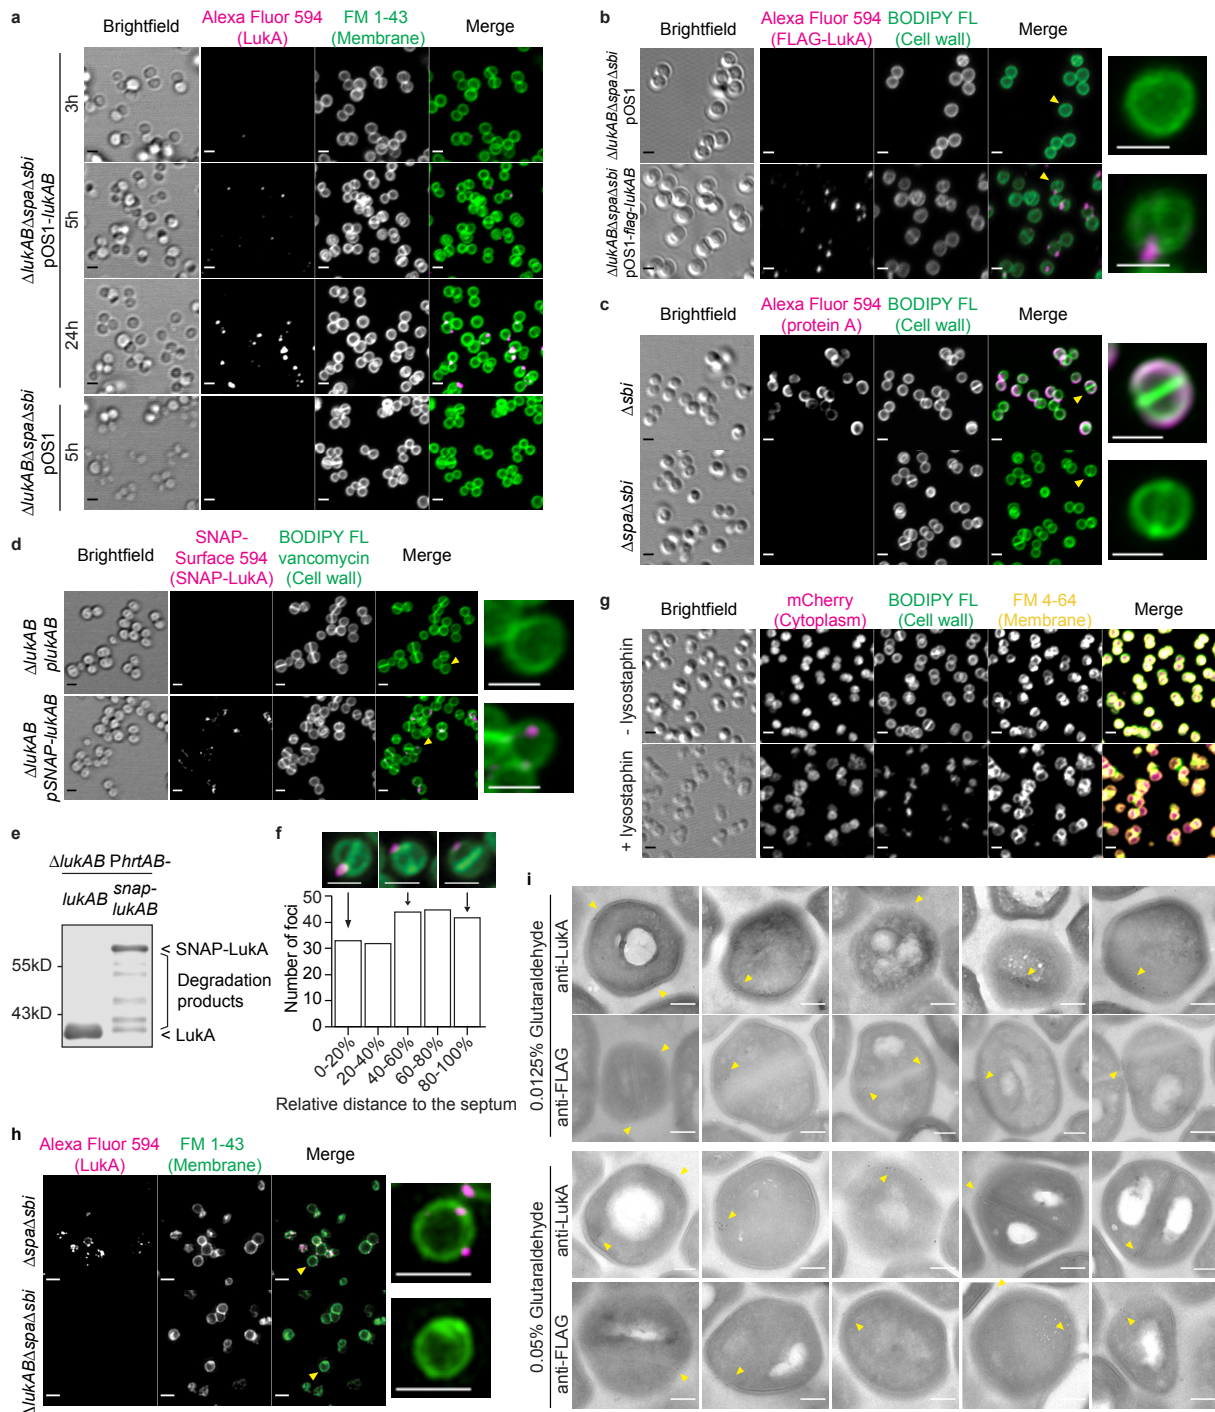 a
Brightfield
Alexa Fluor 594
(LukA)
FM 1-43
(Membrane)
Merge
ΔlukABΔspaΔsbi
pOS1-lukAB
3h
5h
24h
ΔlukABΔspaΔsbi
pOS1
5h
b
Brightfield
Alexa Fluor 594
(FLAG-LukA)
BODIPY FL
(Cell wall)
Merge
ΔlukABΔspaΔsbi
pOS1
ΔlukABΔspaΔsbi
pOS1-flag-lukAB
c
Brightfield
Alexa Fluor 594
(protein A)
BODIPY FL
(Cell wall)
Merge
Δsbi
ΔspaΔsbi
d
Brightfield
SNAP-
Surface 594
(SNAP-LukA)
BODIPY FL
vancomycin
(Cell wall)
Merge
ΔlukAB
plukAB
ΔlukAB
pSNAP-lukAB
e
ΔlukAB PhrtAB-
lukAB
snap-
lukAB
55kD
43kD
< SNAP-LukA
Degradation
products
< LukA
f
Number of foci
50
40
30
20
10
0
0-20%
20-40%
40-60%
60-80%
80-100%
Relative distance to the septum
g
Brightfield
mCherry
(Cytoplasm)
BODIPY FL
(Cell wall)
FM 4-64
(Membrane)
Merge
- lysostaphin
+ lysostaphin
h
Alexa Fluor 594
(LukA)
FM 1-43
(Membrane)
Merge
ΔspaΔsbi
ΔlukABΔspaΔsbi
i
0.0125% Glutaraldehyde
anti-LukA
anti-FLAG
0.05% Glutaraldehyde
anti-LukA
anti-FLAG